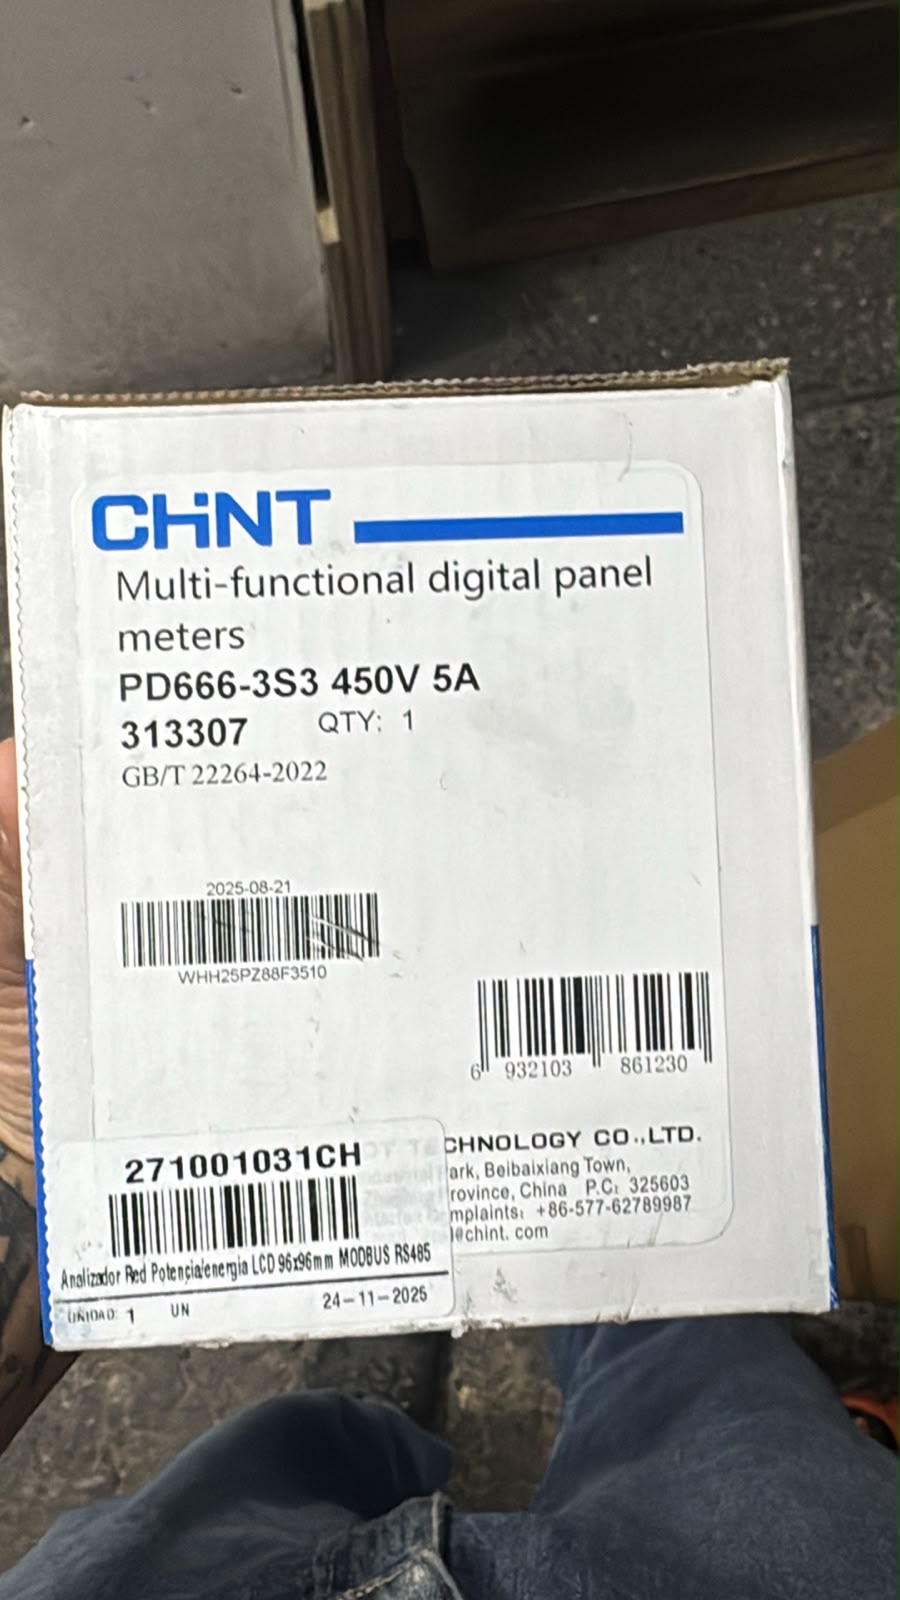 CHiNT
Multi-functional digital panel
meters
PD666-3S3 450V 5A
313307 QTY: 1
GB/T 22264-2022
2025-08-21
WHH25PZ88F3510
6 932103 861230
CHNOLOGY CO.,LTD.
ark, Beibaixiang Town,
rovince, China P.C: 325603
mplaints: +86-577-62789987
@chint. com
271001031CH
Analizador Red Potencia/energia LCD 96x96mm MODBUS RS485
UNIDAD: 1 UN 24-11-2025